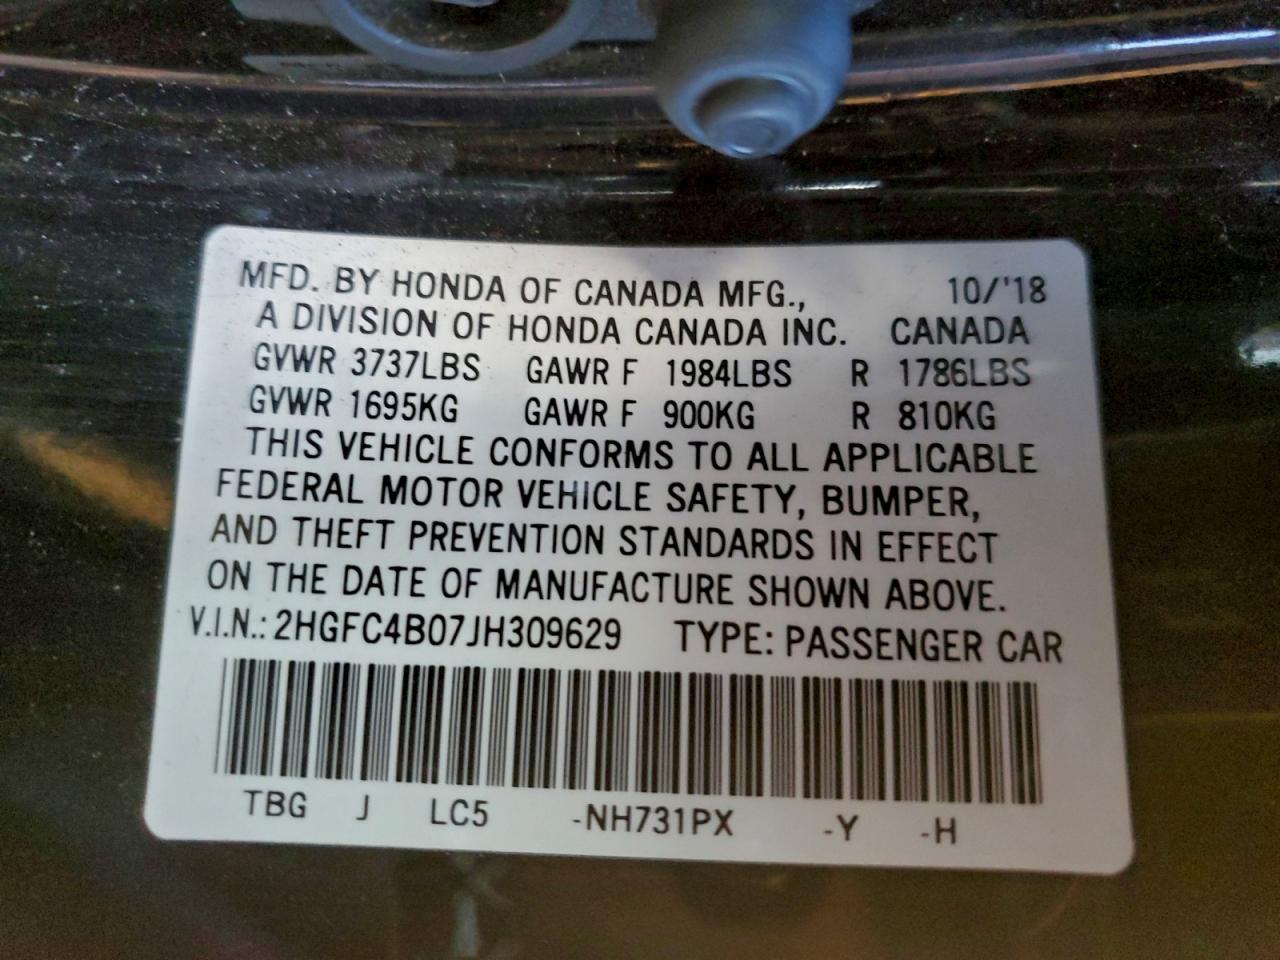 MFD. BY HONDA OF CANADA MFG., 10/'18
A DIVISION OF HONDA CANADA INC. CANADA
GVWR 3737LBS GAWR F 1984LBS R 1786LBS
GVWR 1695KG GAWR F 900KG R 810KG
THIS VEHICLE CONFORMS TO ALL APPLICABLE
FEDERAL MOTOR VEHICLE SAFETY, BUMPER,
AND THEFT PREVENTION STANDARDS IN EFFECT
ON THE DATE OF MANUFACTURE SHOWN ABOVE.
V.I.N.: 2HGFC4B07JH309629 TYPE: PASSENGER CAR
TBG J LC5 -NH731PX -Y -H